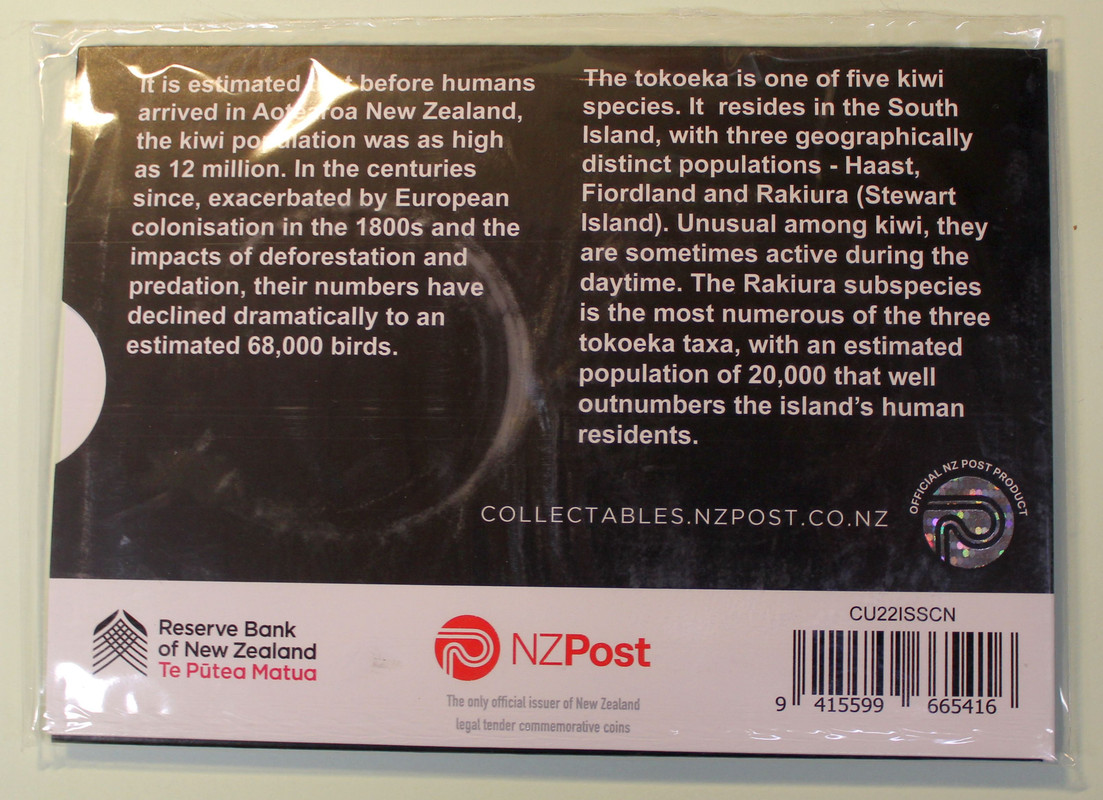 It is estimated that before humans
arrived in Aotearoa New Zealand,
the kiwi population was as high
as 12 million. In the centuries
since, exacerbated by European
colonisation in the 1800s and the
impacts of deforestation and
predation, their numbers have
declined dramatically to an
estimated 68,000 birds.
The tokoeka is one of five kiwi
species. It  resides in the South
Island, with three geographically
distinct populations - Haast,
Fiordland and Rakiura (Stewart
Island). Unusual among kiwi, they
are sometimes active during the
daytime. The Rakiura subspecies
is the most numerous of the three
tokoeka taxa, with an estimated
population of 20,000 that well
outnumbers the island's human
residents.
COLLECTABLES.NZPOST.CO.NZ
OFFICIAL NZ POST PRODUCT
Reserve Bank
of New Zealand
Te Pūtea Matua
NZPost
The only official issuer of New Zealand
legal tender commemorative coins
CU22ISSCN
9 415599 665416